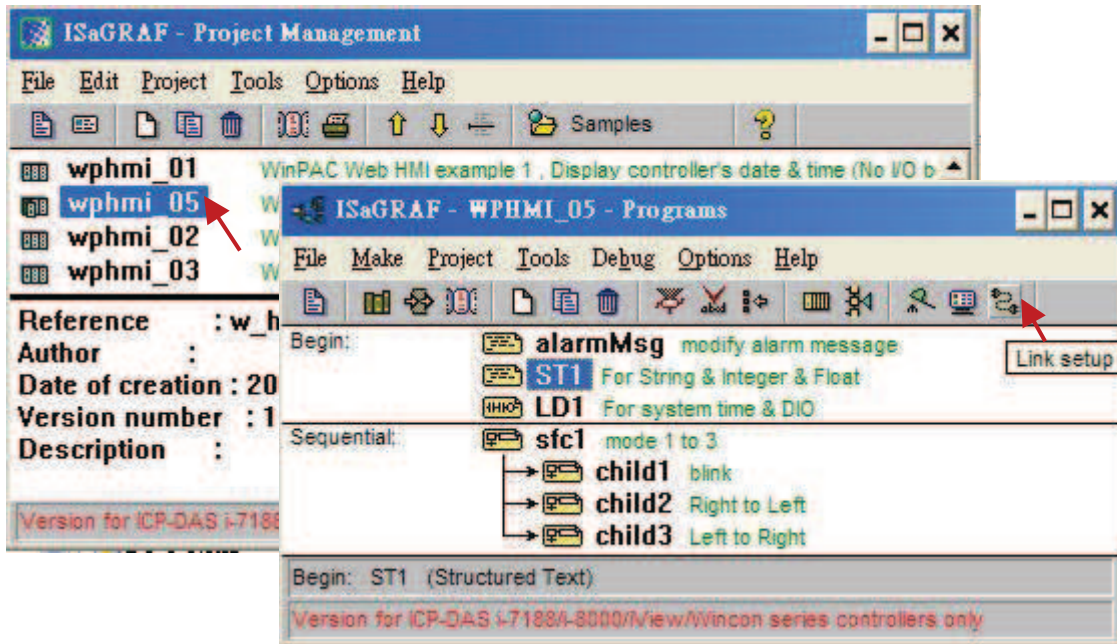 ISaGRAF - Project Management
File Edit Project Tools Options Help
Samples
wphmi_01 WinPAC Web HMI example 1 , Display controller's date & time (No I/O b
wphmi_05 W
wphmi_02 W
wphmi_03 W
Reference : w_h
Author :
Date of creation : 20
Version number : 1
Description :
Version for ICP-DAS i-7188
ISaGRAF - WPHMI_05 - Programs
File Make Project Tools Debug Options Help
Begin: alarmMsg modify alarm message
ST1 For String & Integer & Float
LD1 For system time & DIO
Link setup
Sequential: sfc1 mode 1 to 3
child1 blink
child2 Right to Left
child3 Left to Right
Begin: ST1 (Structured Text)
Version for ICP-DAS i-7188/i-8000/iView/Wincon series controllers only